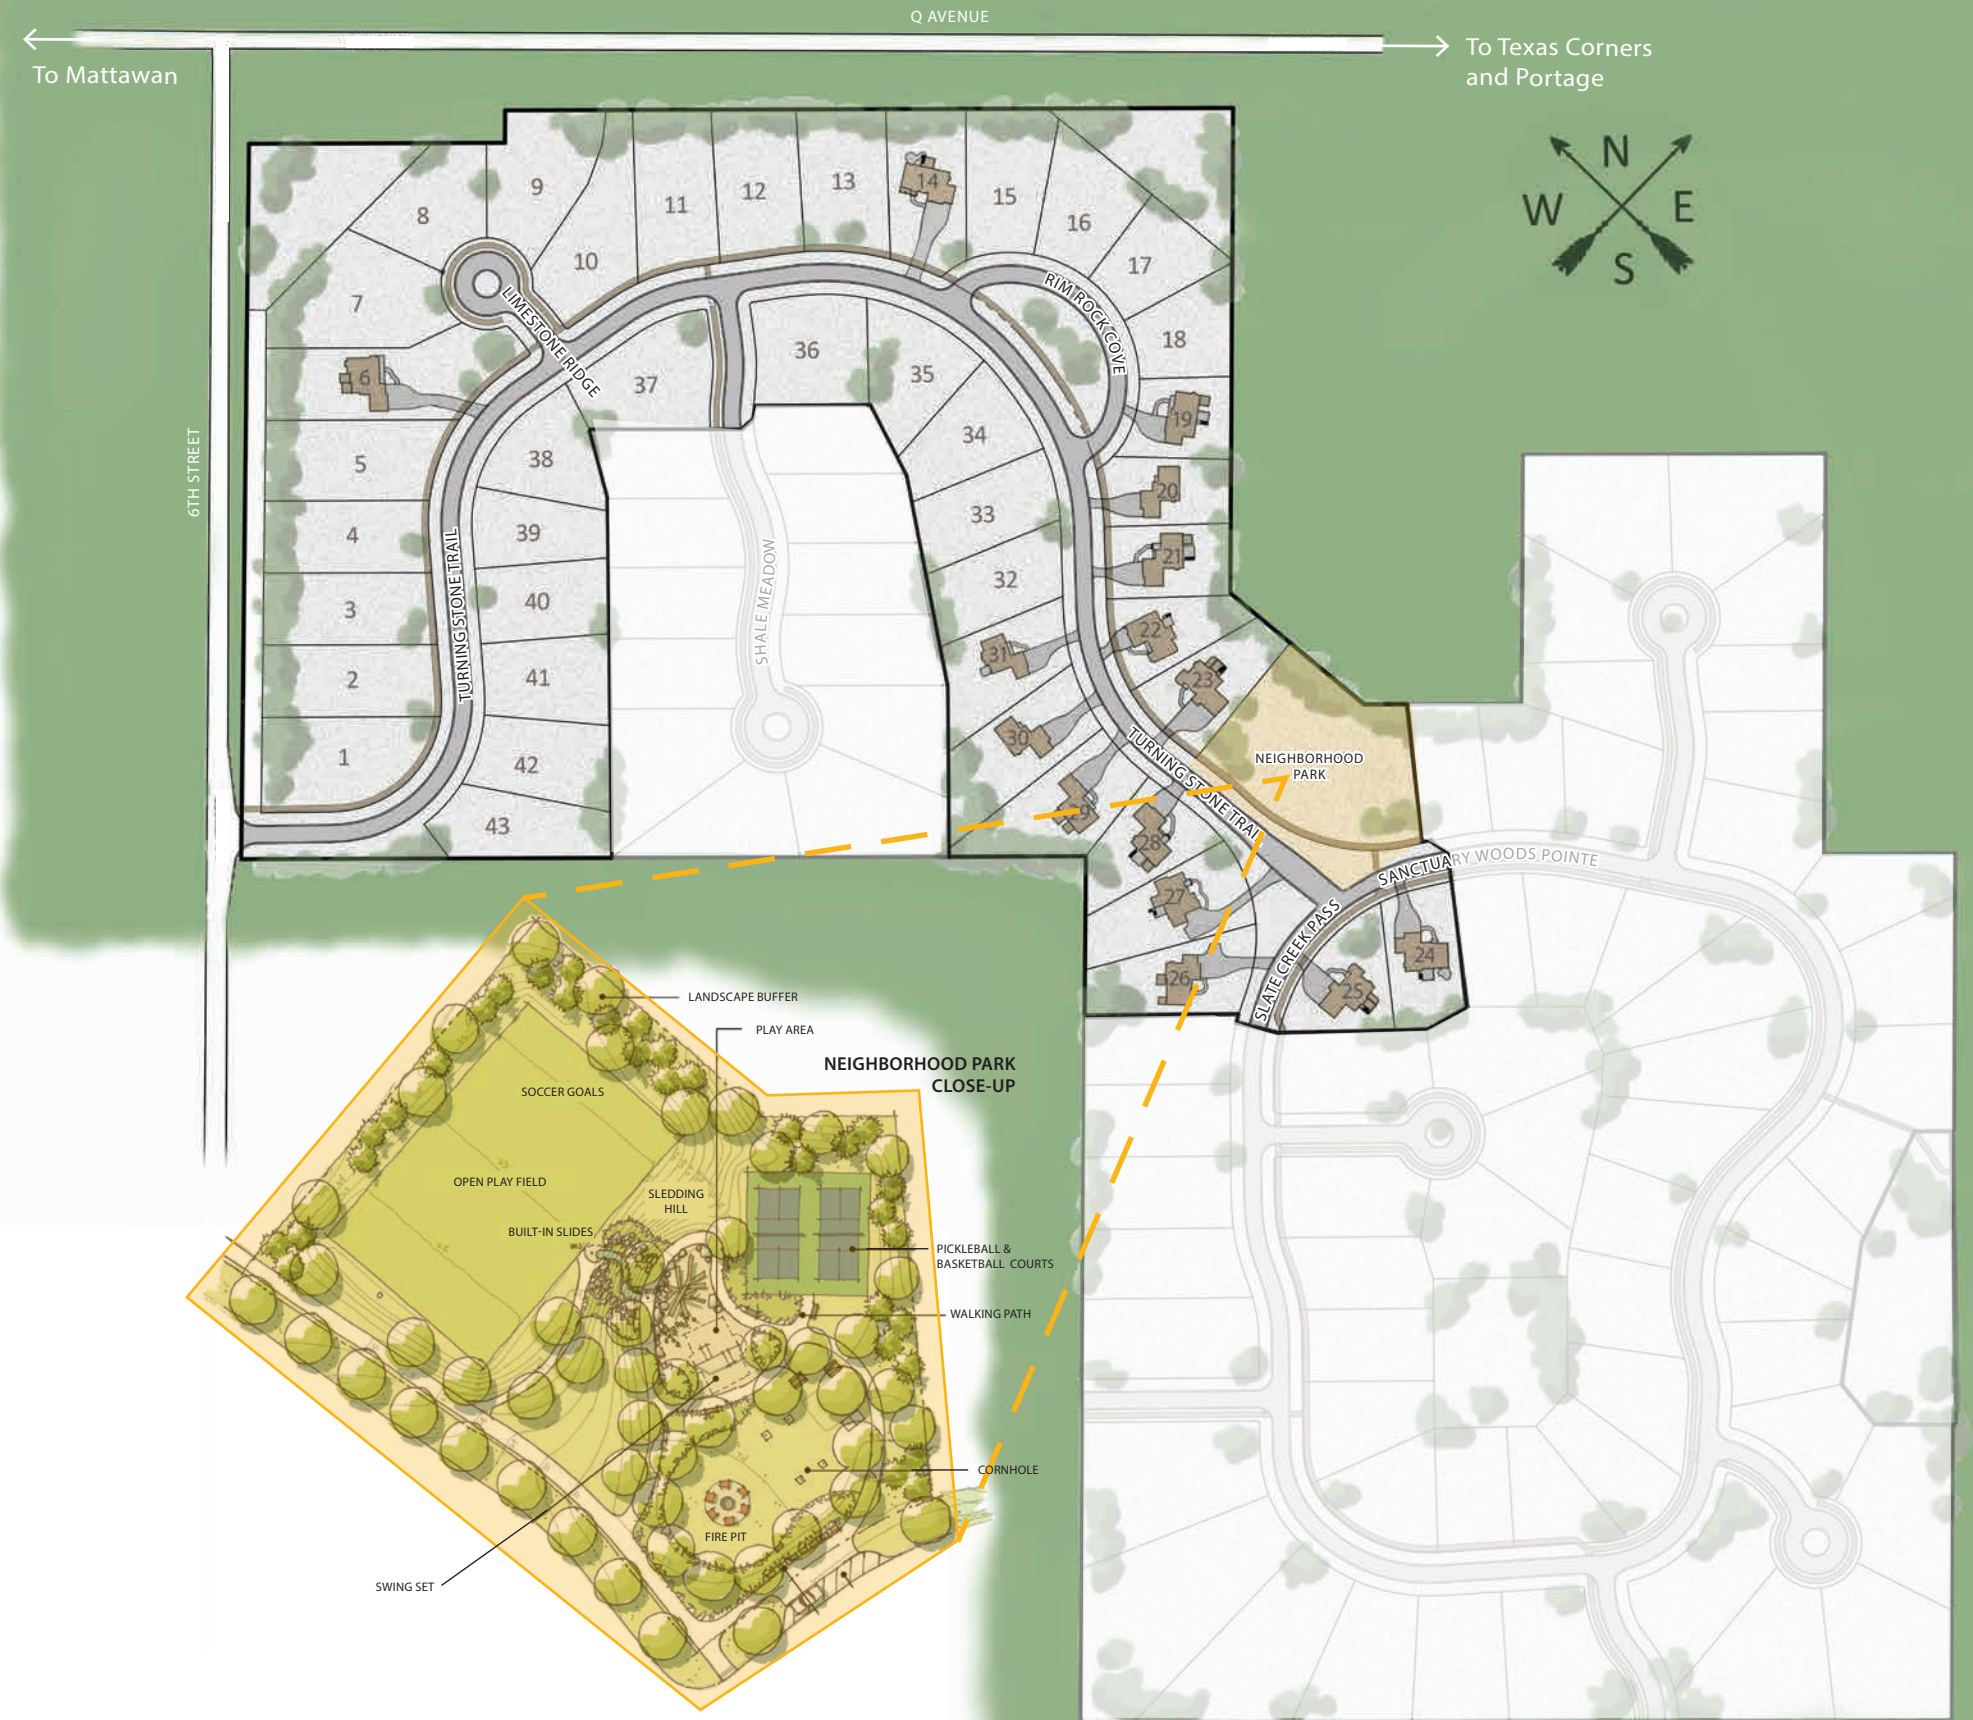 Q AVENUE
To Mattawan
To Texas Corners
and Portage
N
W
E
S
6TH STREET
9
8
10
11
12
13
14
15
16
17
7
LIMESTONE RIDGE
RIM ROCK COVE
18
6
37
36
35
19
5
38
34
20
4
39
33
21
TURNING STONE TRAIL
SHALE MEADOW
3
40
32
22
2
41
31
23
1
42
30
TURNING STONE TRAIL
NEIGHBORHOOD
PARK
43
29
28
SANCTUARY WOODS POINTE
27
SLATE CREEK PASS
26
25
24
LANDSCAPE BUFFER
PLAY AREA
NEIGHBORHOOD PARK
CLOSE-UP
SOCCER GOALS
OPEN PLAY FIELD
SLEDDING
HILL
BUILT-IN SLIDES
PICKLEBALL &
BASKETBALL COURTS
WALKING PATH
CORNHOLE
FIRE PIT
SWING SET